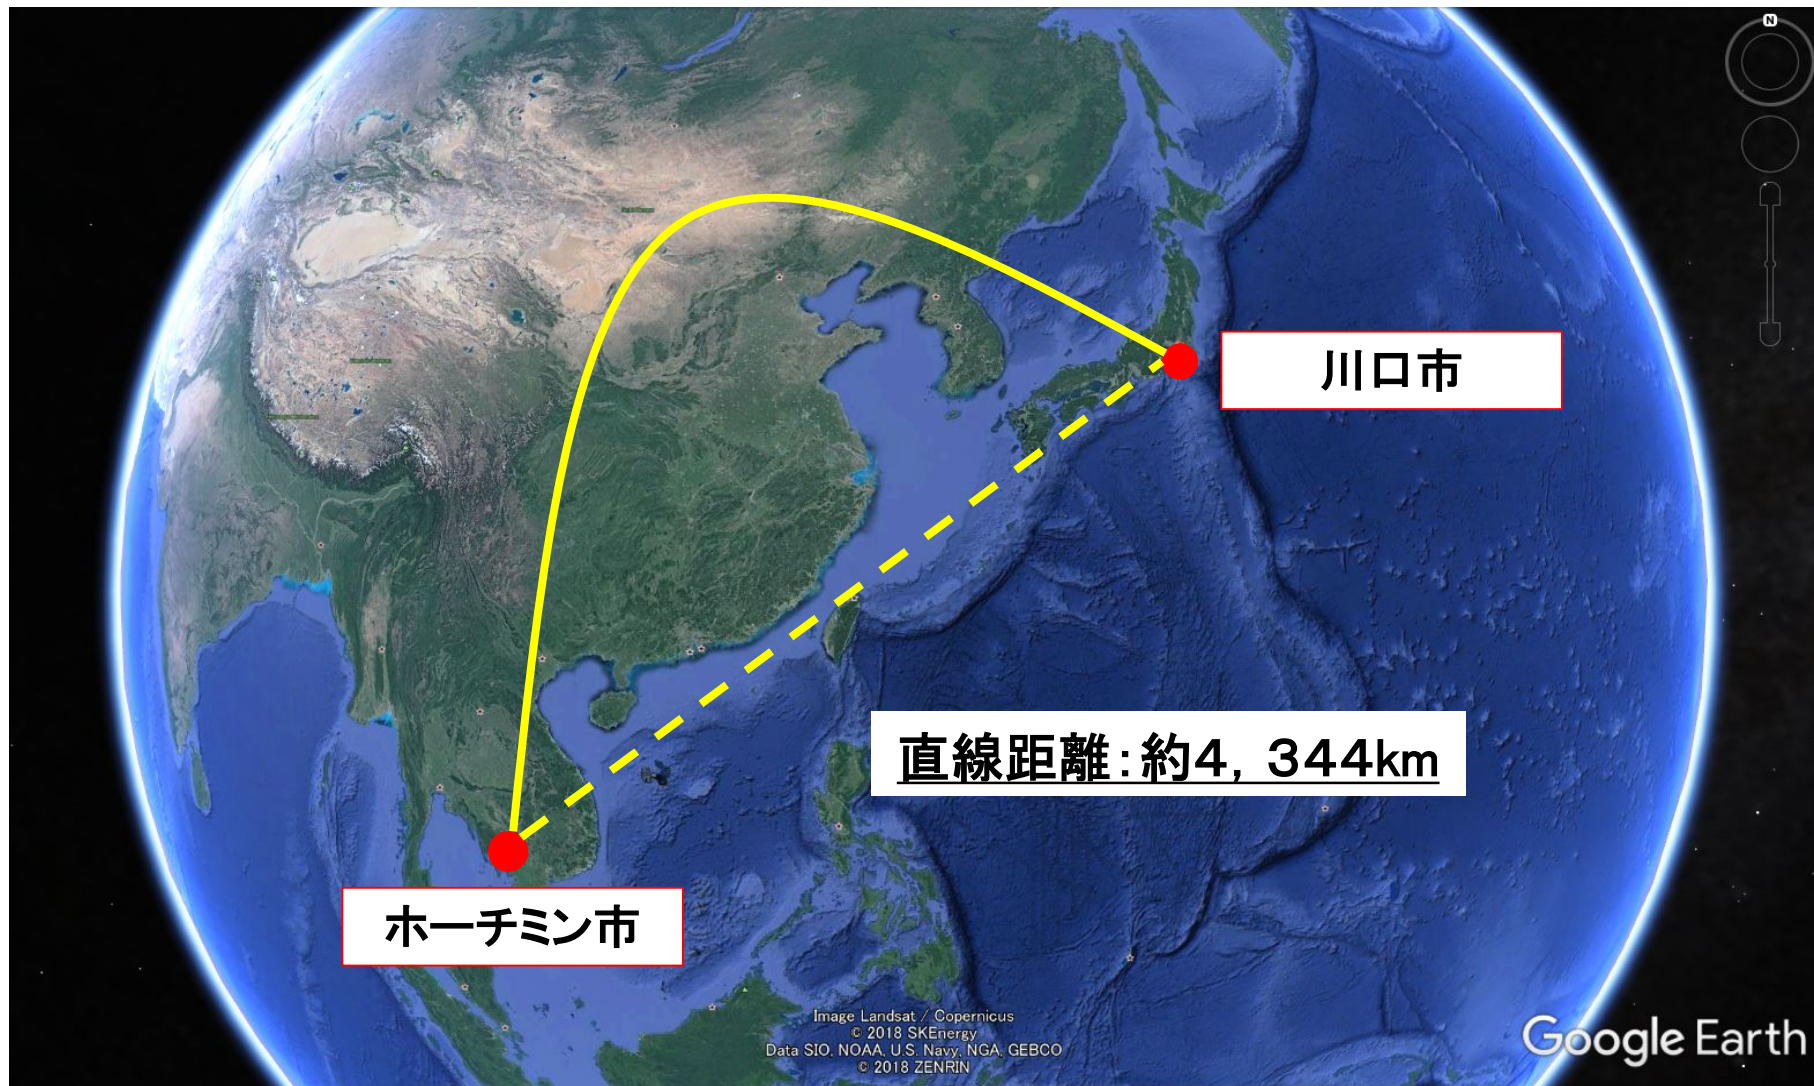 N
川口市
直線距離：約４，３４４km
ホーチミン市
Image Landsat / Copernicus
© 2018 SKEnergy
Data SIO, NOAA, U.S. Navy, NGA, GEBCO
© 2018 ZENRIN
Google Earth